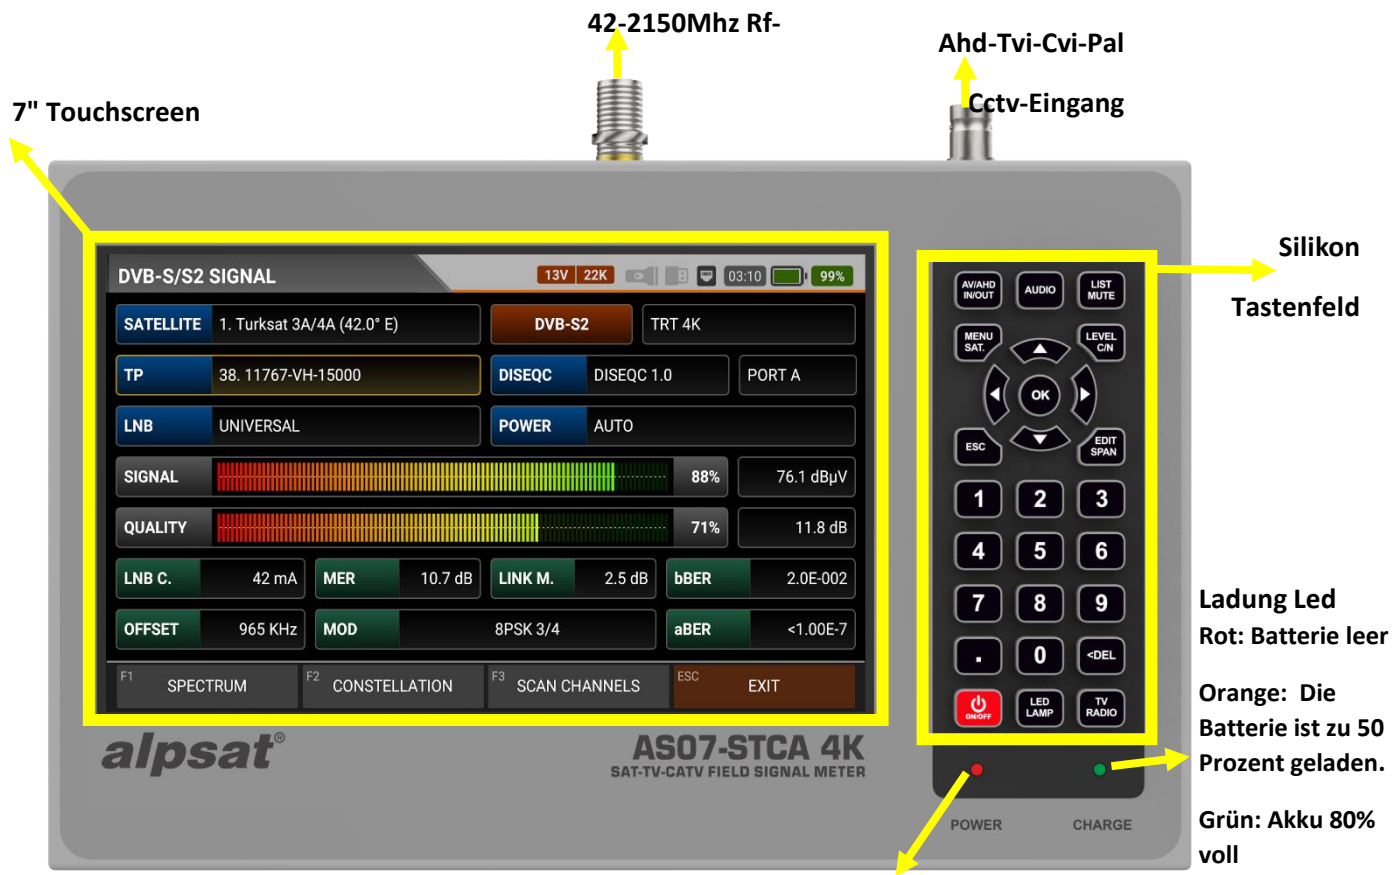 42-2150Mhz Rf-
Ahd-Tvi-Cvi-Pal
Cctv-Eingang
7" Touchscreen
Silikon
Tastenfeld
DVB-S/S2 SIGNAL
13V 22K 03:10 99%
SATELLITE 1. Turksat 3A/4A (42.0° E) DVB-S2 TRT 4K
TP 38. 11767-VH-15000 DISEQC DISEQC 1.0 PORT A
LNB UNIVERSAL POWER AUTO
SIGNAL 88% 76.1 dBµV
QUALITY 71% 11.8 dB
LNB C. 42 mA MER 10.7 dB LINK M. 2.5 dB bBER 2.0E-002
OFFSET 965 KHz MOD 8PSK 3/4 aBER <1.00E-7
F1 SPECTRUM F2 CONSTELLATION F3 SCAN CHANNELS ESC EXIT
AV/AHD IN/OUT AUDIO LIST MUTE
MENU SAT. LEVEL C/N
OK
ESC EDIT SPAN
1 2 3
4 5 6
7 8 9
. 0 <DEL
ON/OFF LED LAMP TV RADIO
alpsat®
AS07-STCA 4K
SAT-TV-CATV FIELD SIGNAL METER
POWER CHARGE
Ladung Led
Rot: Batterie leer
Orange: Die
Batterie ist zu 50
Prozent geladen.
Grün: Akku 80%
voll